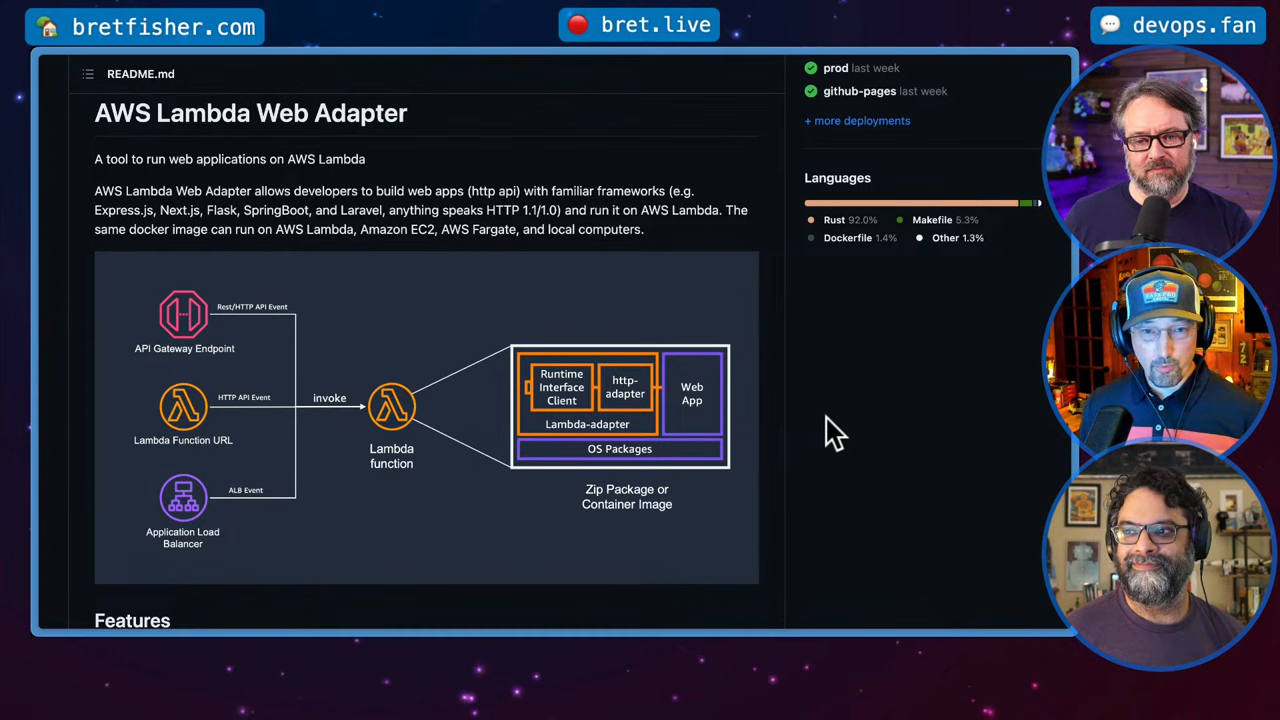 bretfisher.com
bret.live
devops.fan
README.md
AWS Lambda Web Adapter
A tool to run web applications on AWS Lambda
AWS Lambda Web Adapter allows developers to build web apps (http api) with familiar frameworks (e.g.
Express.js, Next.js, Flask, SpringBoot, and Laravel, anything speaks HTTP 1.1/1.0) and run it on AWS Lambda. The
same docker image can run on AWS Lambda, Amazon EC2, AWS Fargate, and local computers.
API Gateway Endpoint
Rest/HTTP API Event
Lambda Function URL
HTTP API Event
Application Load
Balancer
ALB Event
invoke
Lambda
function
Runtime
Interface
Client
http-
adapter
Lambda-adapter
Web
App
OS Packages
Zip Package or
Container Image
Features
prod last week
github-pages last week
+ more deployments
Languages
Rust 92.0%
Makefile 5.3%
Dockerfile 1.4%
Other 1.3%